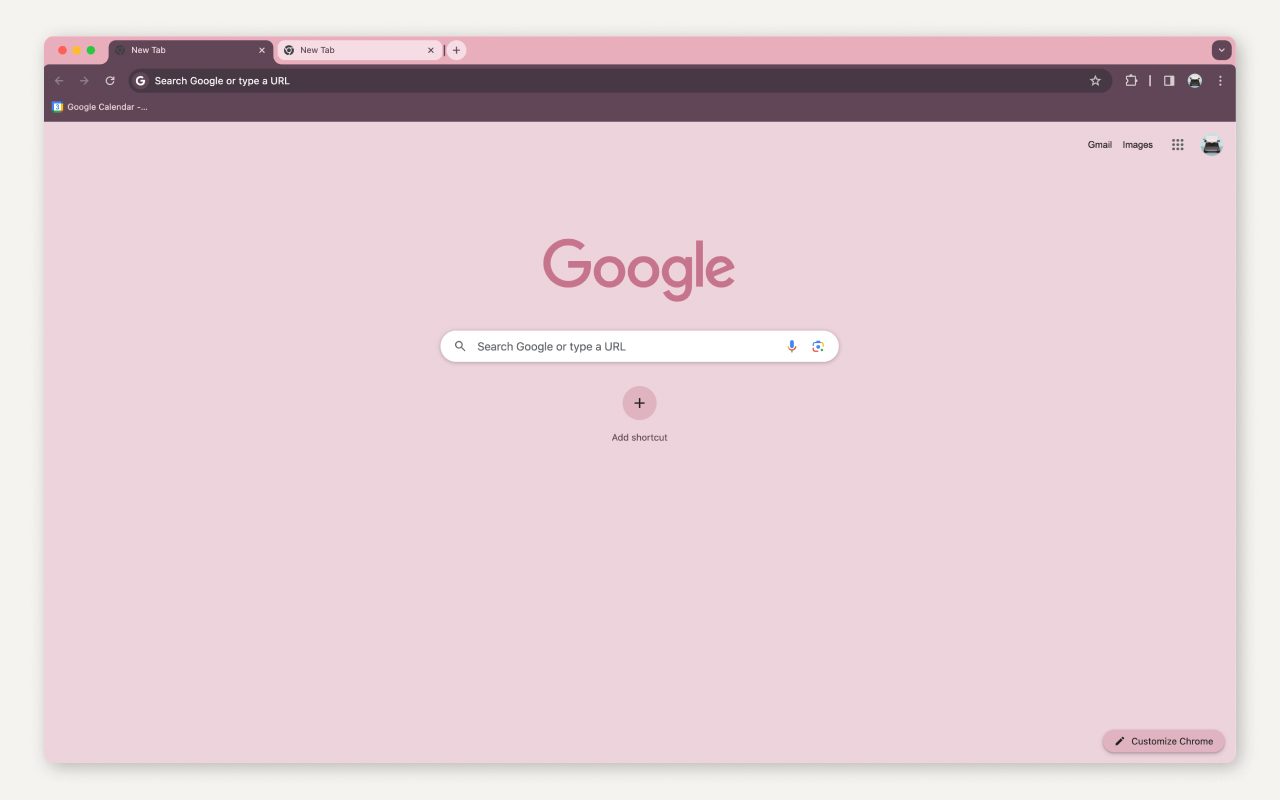 New Tab
New Tab
Search Google or type a URL
Google Calendar -...
Gmail
Images
Google
Search Google or type a URL
Add shortcut
Customize Chrome